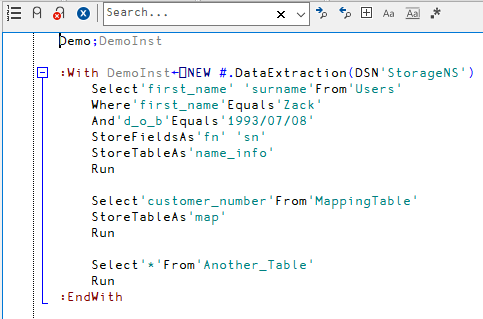 Search...
Aa
Demo;DemoInst
:With DemoInst←⎕NEW #.DataExtraction(DSN'StorageNS')
Select'first_name' 'surname'From'Users'
Where'first_name'Equals'Zack'
And'd_o_b'Equals'1993/07/08'
StoreFieldsAs'fn' 'sn'
StoreTableAs'name_info'
Run
Select'customer_number'From'MappingTable'
StoreTableAs'map'
Run
Select'*'From'Another_Table'
Run
:EndWith